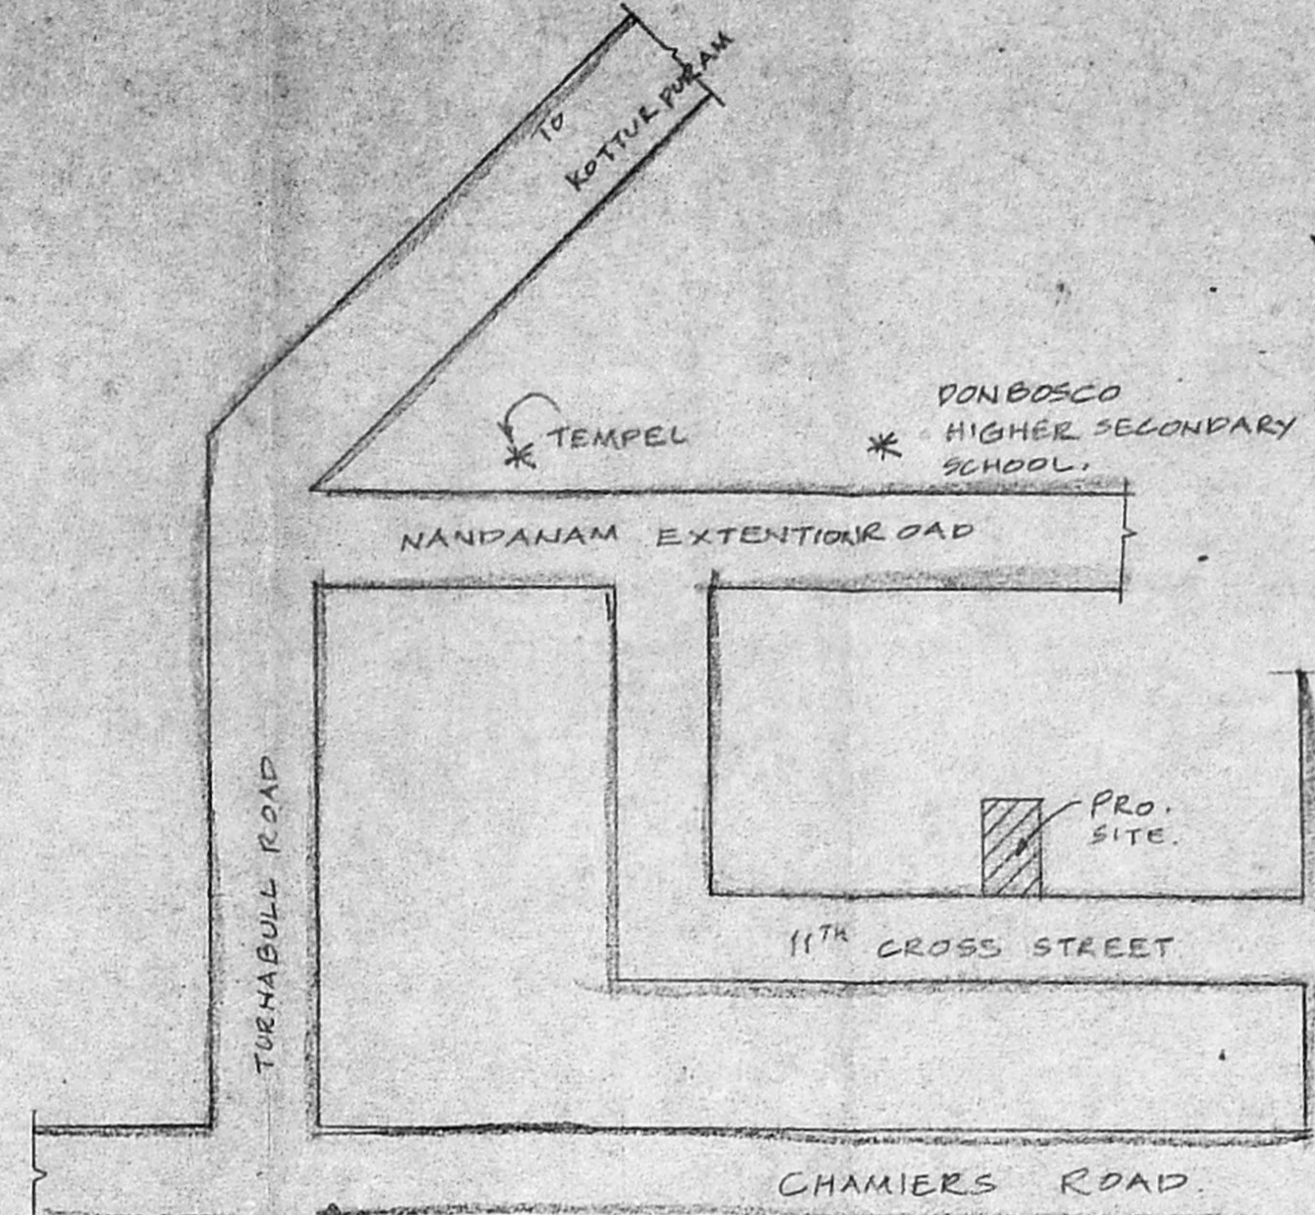 TO
KOTTURPURAM
TEMPEL
DONBOSCO
HIGHER SECONDARY
SCHOOL.
NANDANAM EXTENTIONROAD
PRO.
SITE.
TURNABULL ROAD
11TH CROSS STREET
CHAMIERS ROAD.